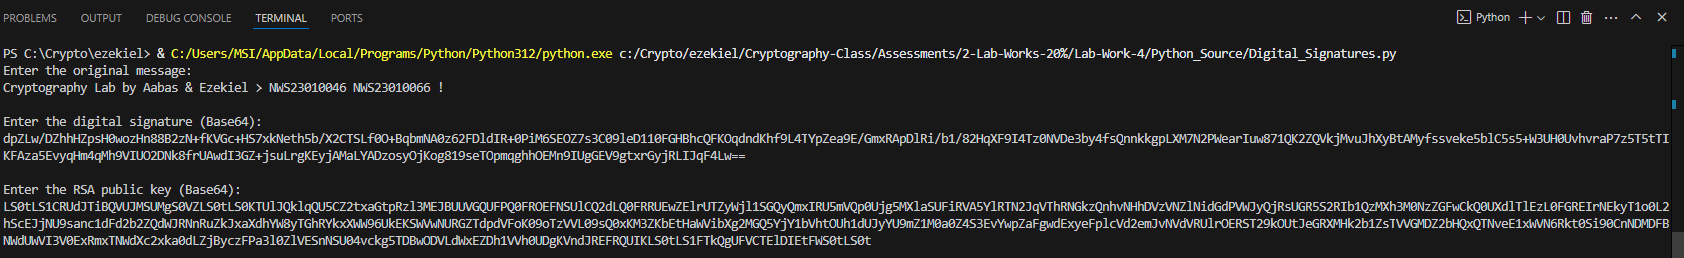 PROBLEMS OUTPUT DEBUG CONSOLE TERMINAL PORTS Python
PS C:\Crypto\ezekiel> & C:/Users/MSI/AppData/Local/Programs/Python/Python312/python.exe c:/Crypto/ezekiel/Cryptography-Class/Assessments/2-Lab-Works-20%/Lab-Work-4/Python_Source/Digital_Signatures.py
Enter the original message:
Cryptography Lab by Aabas & Ezekiel > NWS23010046 NWS23010066 !
Enter the digital signature (Base64):
dpZLw/DZhhHZpsH0wozHn88B2zN+fKVGc+HS7xkNeth5b/X2CTSLf0O+BqbmNA0z62FDldIR+0PiM6SEOZ7s3C09leD110FGHBhcQFKOqdndKhf9L4TYpZea9E/GmxRApDlRi/b1/82HqXF9I4Tz0NVDe3by4fsQnnkkgpLXM7N2PWearIuw871QK2ZQVkjMvuJhXyBtAMyfssveke5blC5s5+W3UH0UvhvraP7z5T5tTI
KFAza5EvyqHm4qMh9VIUO2DNk8frUAwdI3GZ+jsuLrgKEyjAMaLYADzosyOjKog819seTOpmqghhOEMn9IUgGEV9gtxrGyjRLIJqF4Lw==
Enter the RSA public key (Base64):